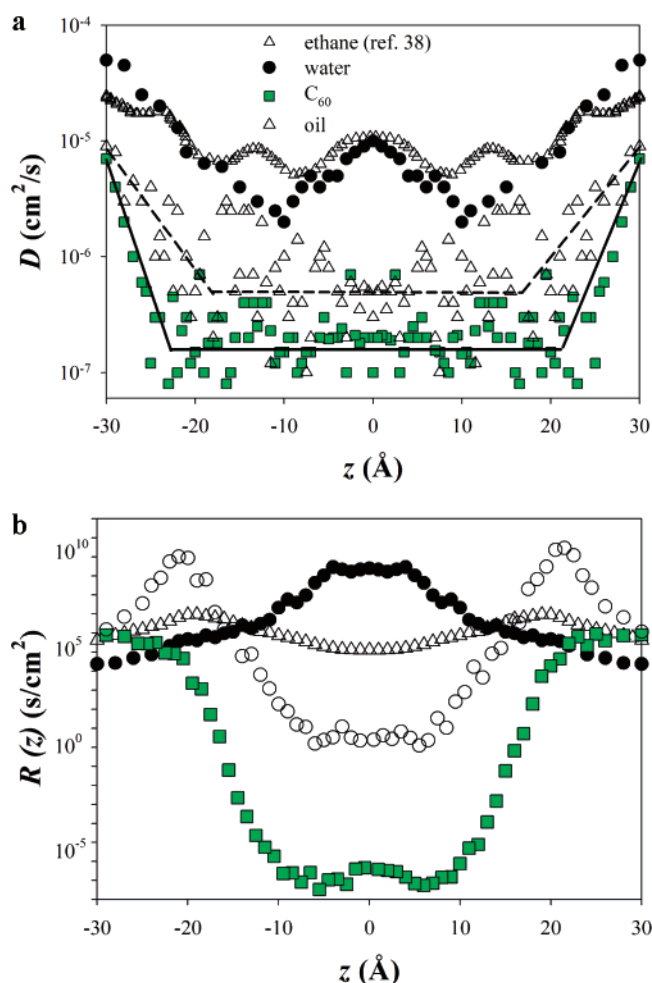 a
ethane (ref. 38)
water
C₆₀
oil
10⁻⁴
10⁻⁵
10⁻⁶
10⁻⁷
D (cm²/s)
-30 -20 -10 0 10 20 30
z (Å)
b
10¹⁰
10⁵
10⁰
10⁻⁵
R (z) (s/cm²)
-30 -20 -10 0 10 20 30
z (Å)